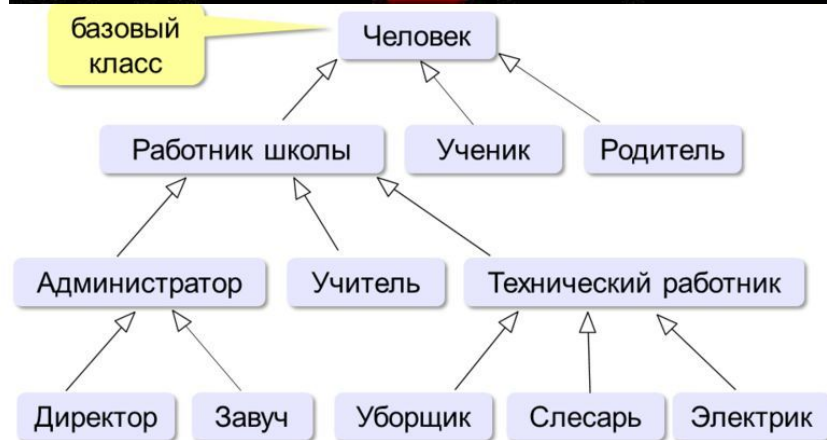 базовый
класс
Человек
Работник школы
Ученик
Родитель
Администратор
Учитель
Технический работник
Директор
Завуч
Уборщик
Слесарь
Электрик